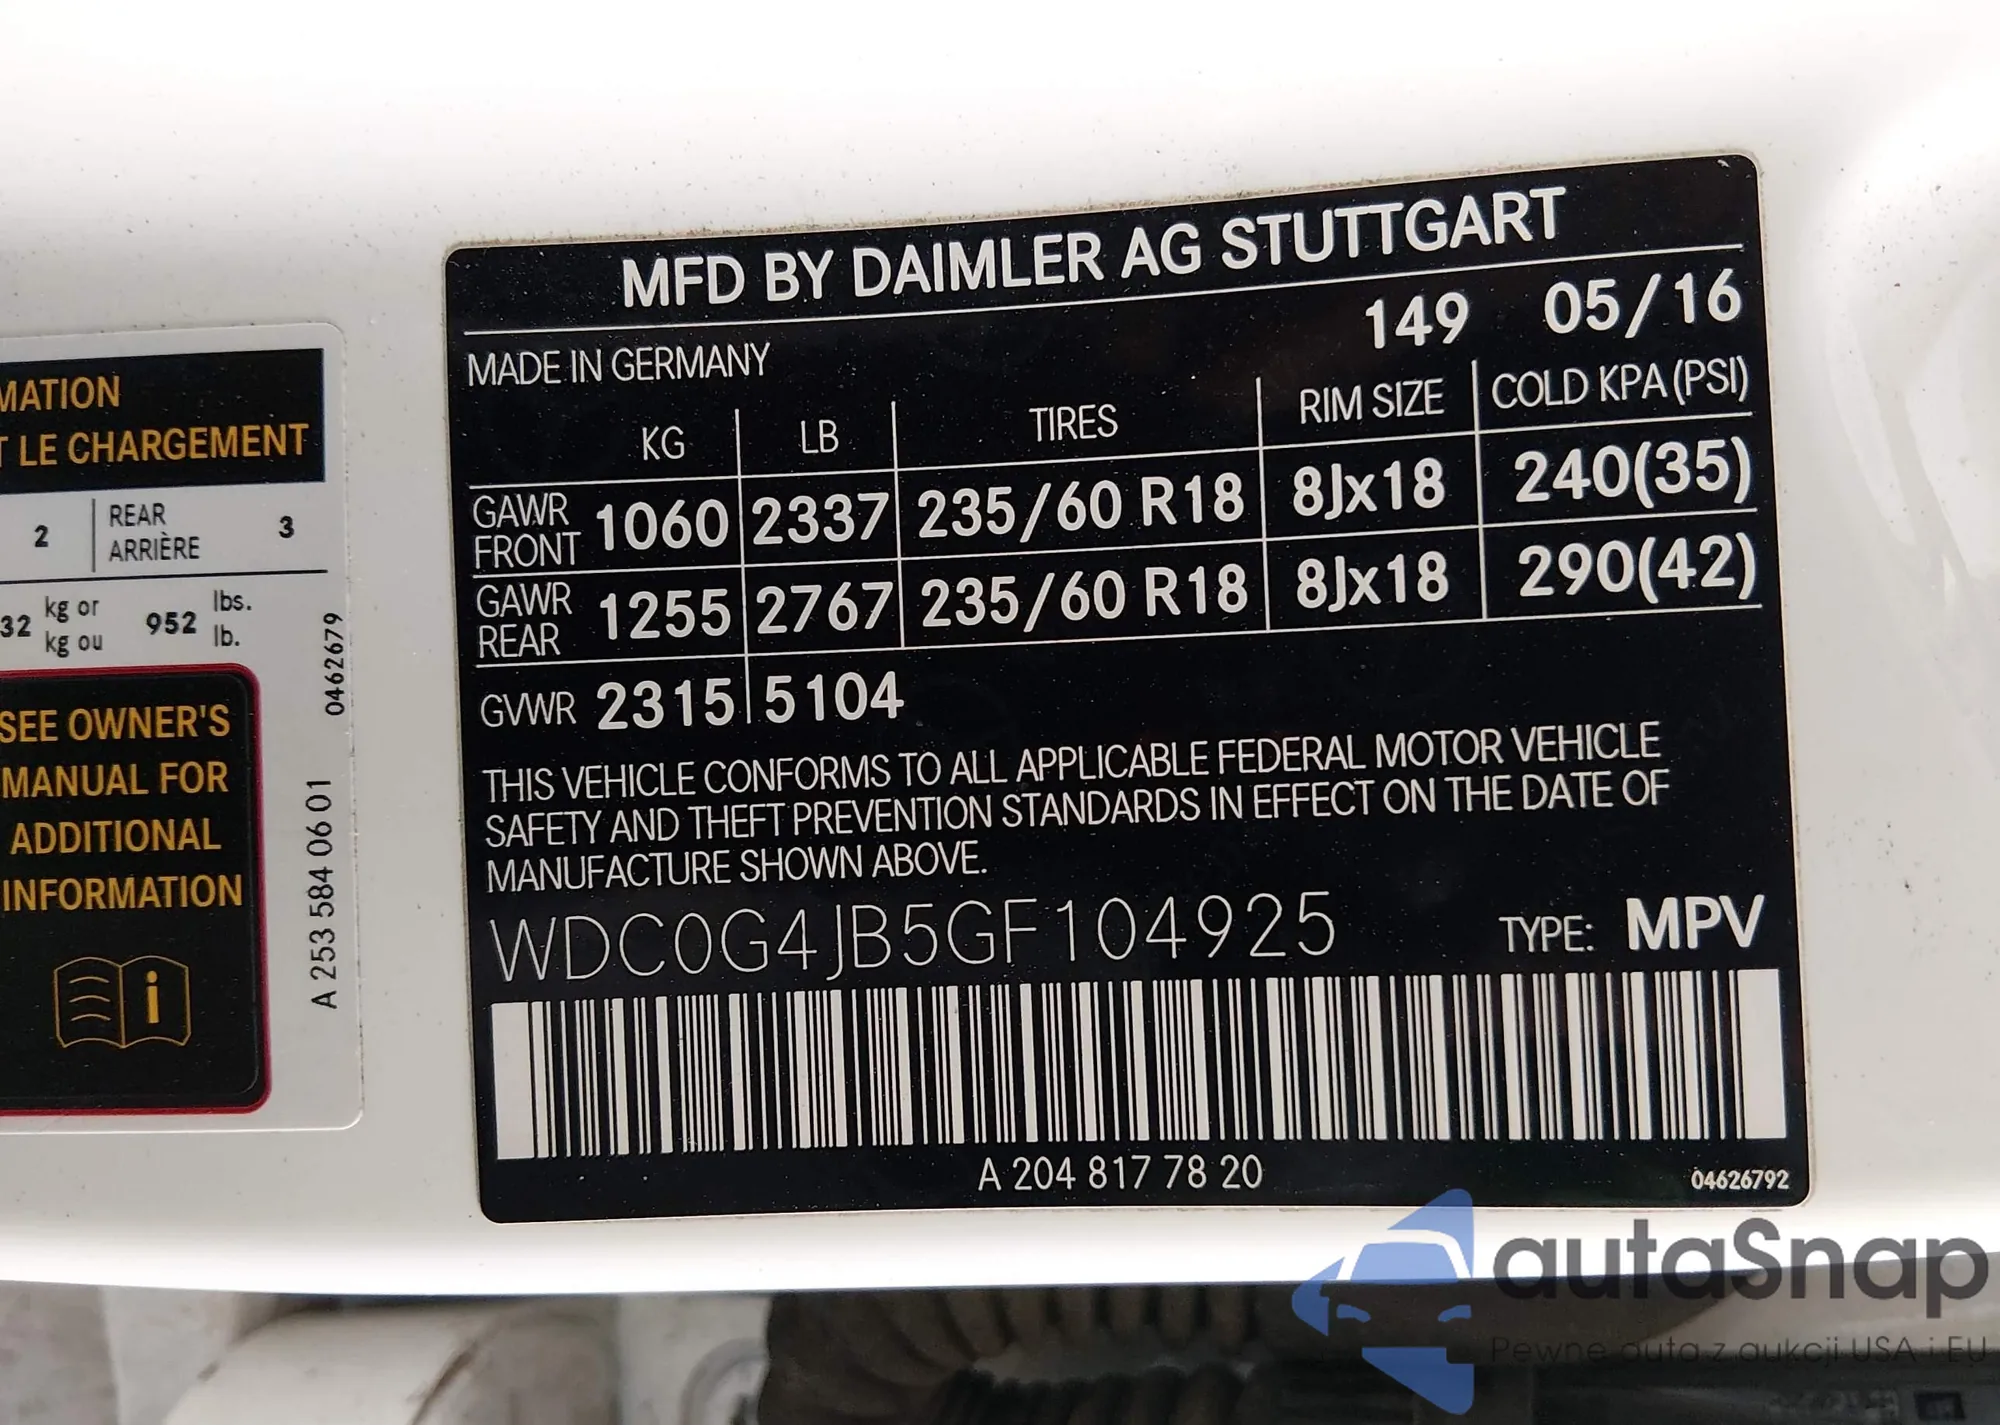 MATION
T LE CHARGEMENT
2 REAR ARRIÈRE 3
32 kg or kg ou 952 lbs. lb.
SEE OWNER'S
MANUAL FOR
ADDITIONAL
INFORMATION
i
A 253 584 06 01 0462679
MFD BY DAIMLER AG STUTTGART
149 05/16
MADE IN GERMANY
KG LB TIRES RIM SIZE COLD KPA (PSI)
GAWR FRONT 1060 2337 235/60 R18 8Jx18 240(35)
GAWR REAR 1255 2767 235/60 R18 8Jx18 290(42)
GVWR 2315 5104
THIS VEHICLE CONFORMS TO ALL APPLICABLE FEDERAL MOTOR VEHICLE
SAFETY AND THEFT PREVENTION STANDARDS IN EFFECT ON THE DATE OF
MANUFACTURE SHOWN ABOVE.
WDC0G4JB5GF104925 TYPE: MPV
A 204 817 78 20 04626792
autaSnap
Pewne auta z aukcji USA i EU